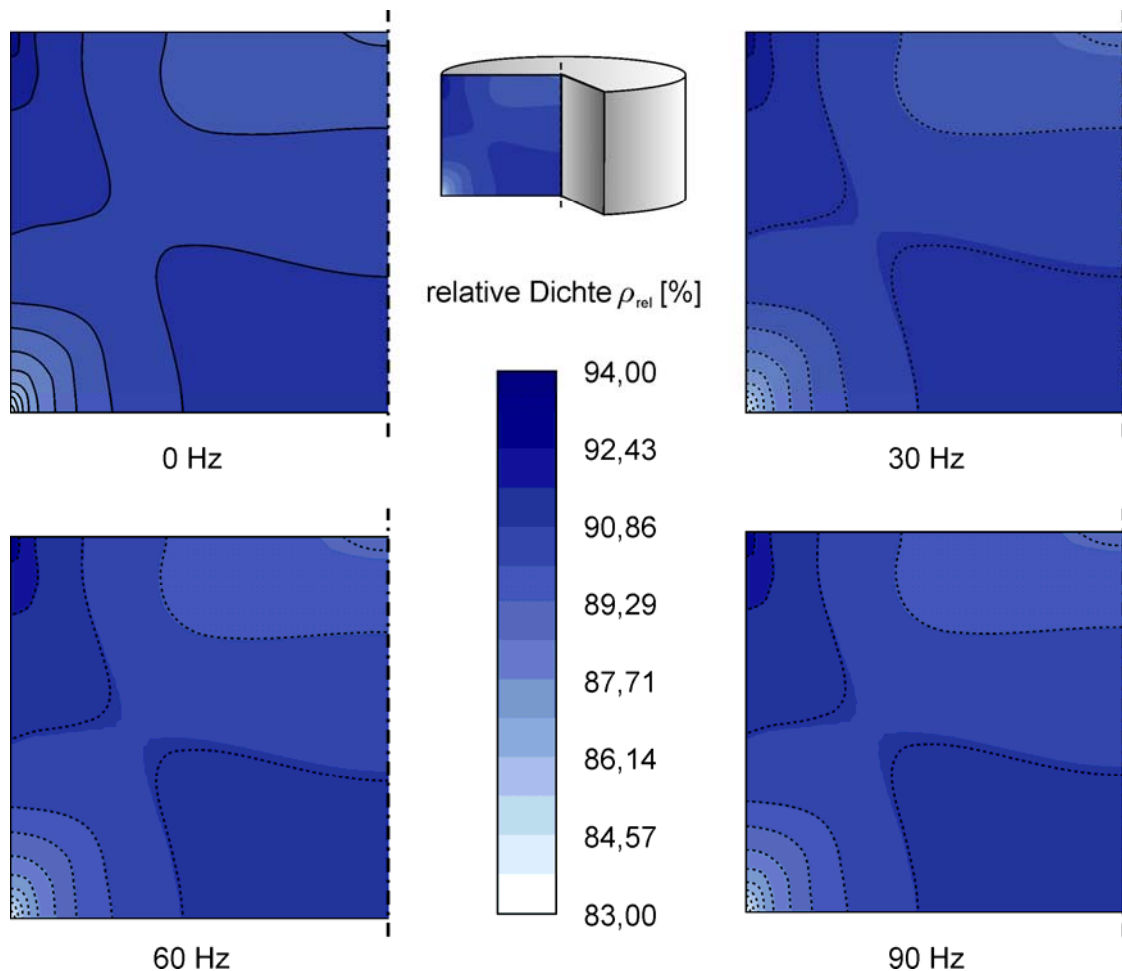 0 Hz
30 Hz
relative Dichte ρrel [%]
94,00
92,43
90,86
89,29
87,71
86,14
84,57
83,00
60 Hz
90 Hz